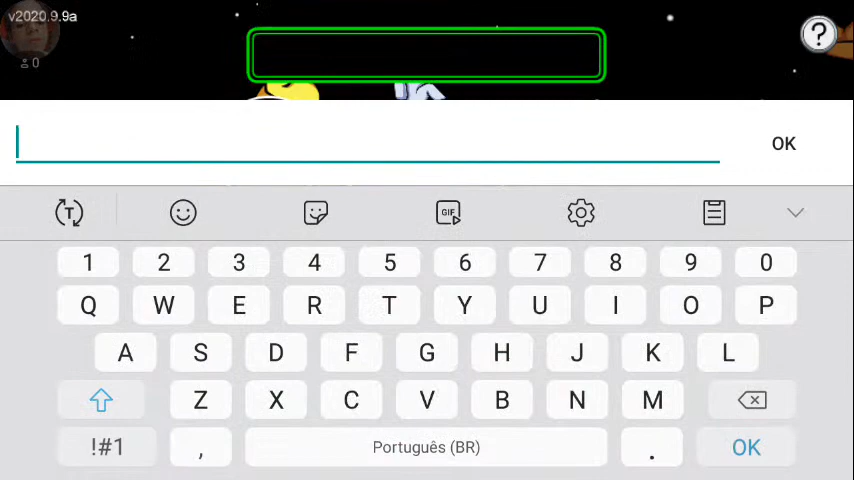 v2020.9.9a
0
?
OK
T
GIF
1 2 3 4 5 6 7 8 9 0
Q W E R T Y U I O P
A S D F G H J K L
Z X C V B N M
!#1 , Português (BR) . OK